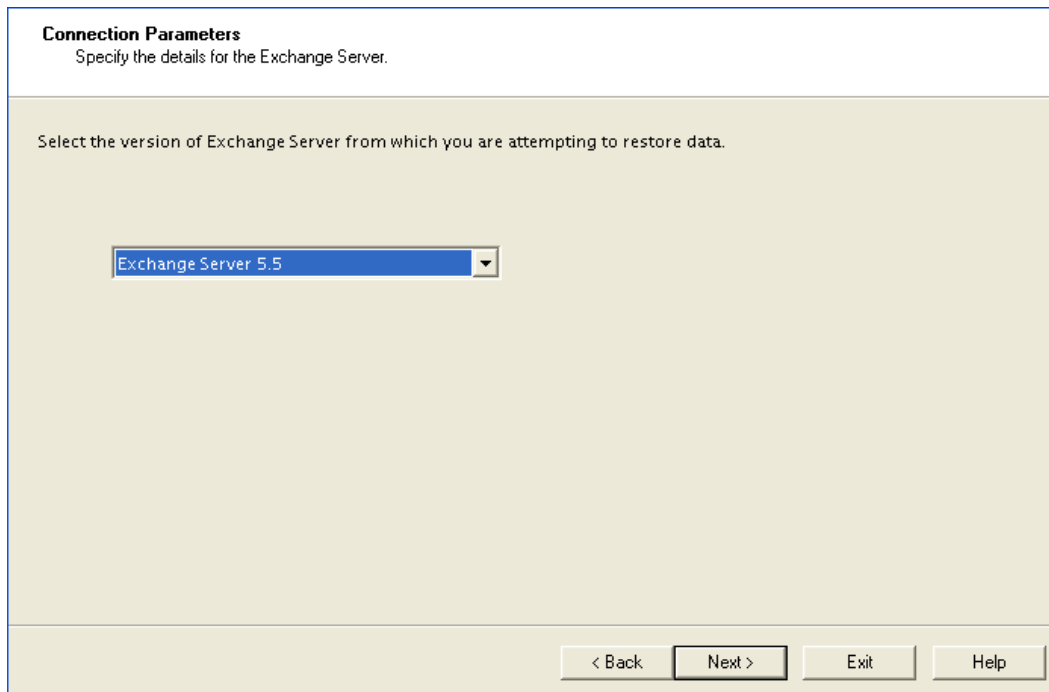 Connection Parameters
Specify the details for the Exchange Server.
Select the version of Exchange Server from which you are attempting to restore data.
Exchange Server 5.5
< Back Next > Exit Help